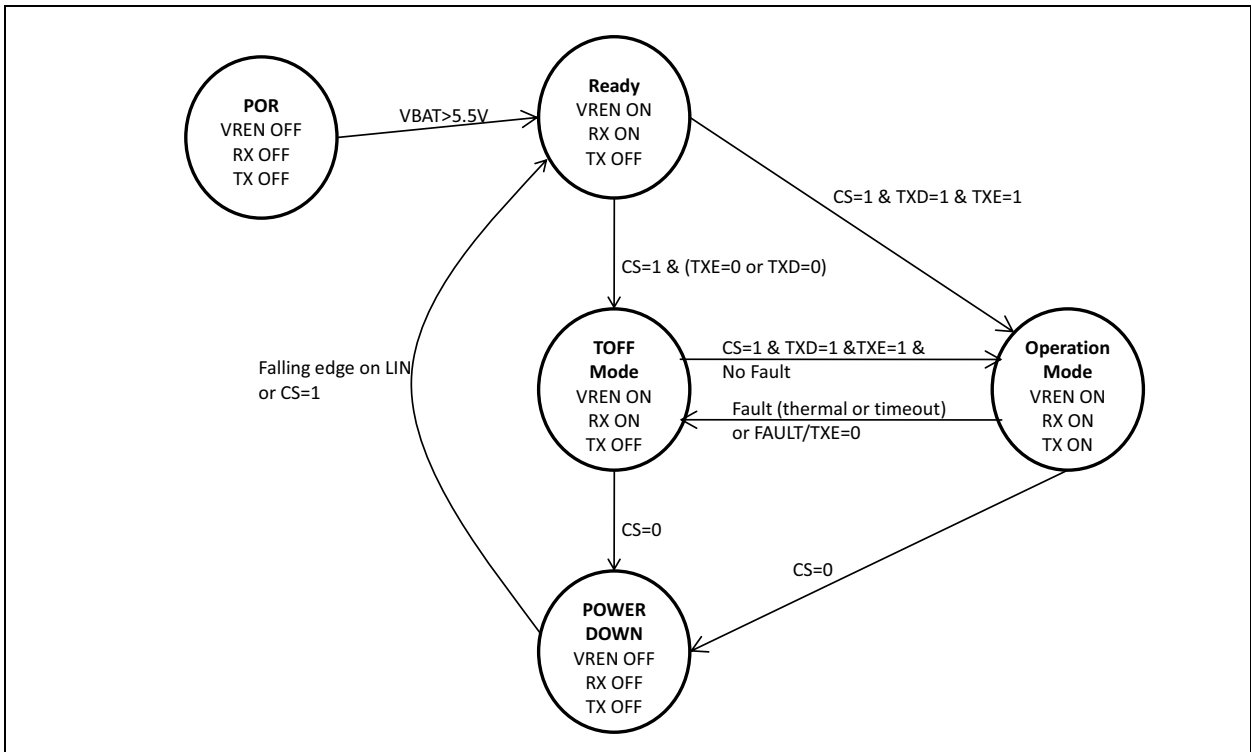 POR
VREN OFF
RX OFF
TX OFF
VBAT>5.5V
Ready
VREN ON
RX ON
TX OFF
CS=1 & TXD=1 & TXE=1
CS=1 & (TXE=0 or TXD=0)
Falling edge on LIN
or CS=1
TOFF
Mode
VREN ON
RX ON
TX OFF
CS=1 & TXD=1 &TXE=1 &
No Fault
Fault (thermal or timeout)
or FAULT/TXE=0
Operation
Mode
VREN ON
RX ON
TX ON
CS=0
CS=0
POWER
DOWN
VREN OFF
RX OFF
TX OFF